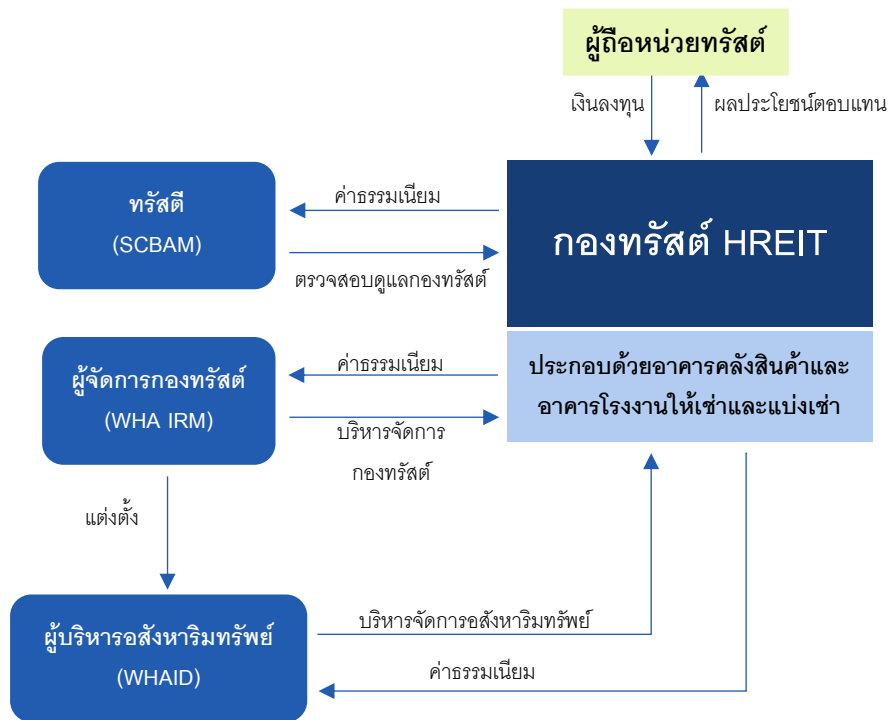 ผู้ถือหน่วยทรัสต์
เงินลงทุน
ผลประโยชน์ตอบแทน
ทรัสตี
(SCBAM)
ค่าธรรมเนียม
ตรวจสอบดูแลกองทรัสต์
กองทรัสต์ HREIT
ประกอบด้วยอาคารคลังสินค้าและ
อาคารโรงงานให้เช่าและแบ่งเช่า
ผู้จัดการกองทรัสต์
(WHA IRM)
ค่าธรรมเนียม
บริหารจัดการ
กองทรัสต์
แต่งตั้ง
ผู้บริหารอสังหาริมทรัพย์
(WHAID)
บริหารจัดการอสังหาริมทรัพย์
ค่าธรรมเนียม